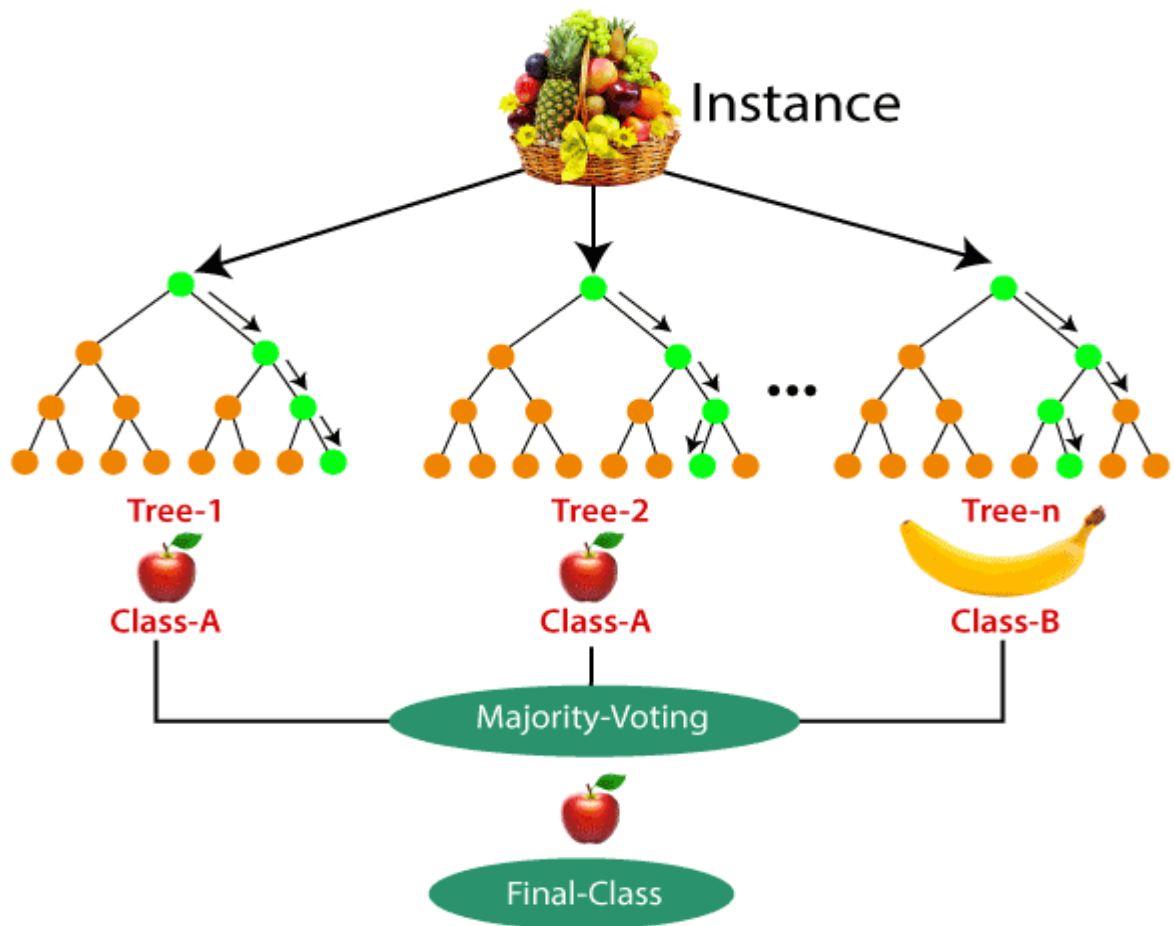 Instance
Tree-1
Tree-2
Tree-n
Class-A
Class-A
Class-B
Majority-Voting
Final-Class